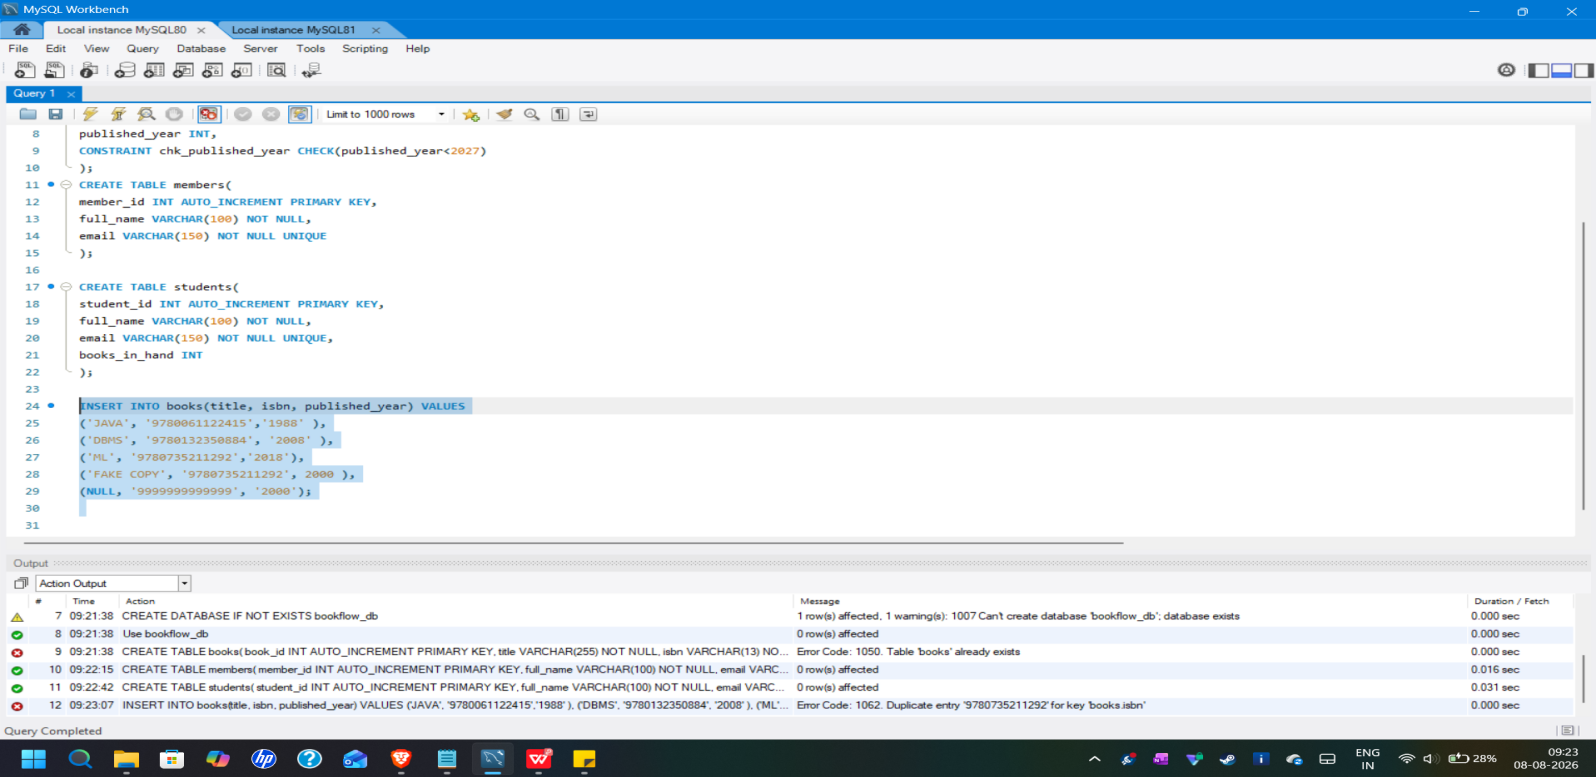 MySQL Workbench
Local instance MySQL80 × Local instance MySQL81 ×
File Edit View Query Database Server Tools Scripting Help
Query 1 ×
Limit to 1000 rows
8 published_year INT,
9 CONSTRAINT chk_published_year CHECK(published_year<2027)
10 );
11 CREATE TABLE members(
12 member_id INT AUTO_INCREMENT PRIMARY KEY,
13 full_name VARCHAR(100) NOT NULL,
14 email VARCHAR(150) NOT NULL UNIQUE
15 );
16
17 CREATE TABLE students(
18 student_id INT AUTO_INCREMENT PRIMARY KEY,
19 full_name VARCHAR(100) NOT NULL,
20 email VARCHAR(150) NOT NULL UNIQUE,
21 books_in_hand INT
22 );
23
24 INSERT INTO books(title, isbn, published_year) VALUES
25 ('JAVA', '9780061122415','1988' ),
26 ('DBMS', '9780132350884', '2008' ),
27 ('ML', '9780735211292','2018'),
28 ('FAKE COPY', '9780735211292', 2000 ),
29 (NULL, '9999999999999', '2000');
30
31
Output
Action Output
# Time Action Message Duration / Fetch
7 09:21:38 CREATE DATABASE IF NOT EXISTS bookflow_db 1 row(s) affected, 1 warning(s): 1007 Can't create database 'bookflow_db'; database exists 0.000 sec
8 09:21:38 Use bookflow_db 0 row(s) affected 0.000 sec
9 09:21:38 CREATE TABLE books( book_id INT AUTO_INCREMENT PRIMARY KEY, title VARCHAR(255) NOT NULL, isbn VARCHAR(13) NO... Error Code: 1050. Table 'books' already exists 0.000 sec
10 09:22:15 CREATE TABLE members( member_id INT AUTO_INCREMENT PRIMARY KEY, full_name VARCHAR(100) NOT NULL, email VARC... 0 row(s) affected 0.016 sec
11 09:22:42 CREATE TABLE students( student_id INT AUTO_INCREMENT PRIMARY KEY, full_name VARCHAR(100) NOT NULL, email VARC... 0 row(s) affected 0.031 sec
12 09:23:07 INSERT INTO books(title, isbn, published_year) VALUES ('JAVA', '9780061122415','1988' ), ('DBMS', '9780132350884', '2008' ), ('ML'... Error Code: 1062. Duplicate entry '9780735211292' for key 'books.isbn' 0.000 sec
Query Completed
ENG 09:23
IN 28% 08-08-2026